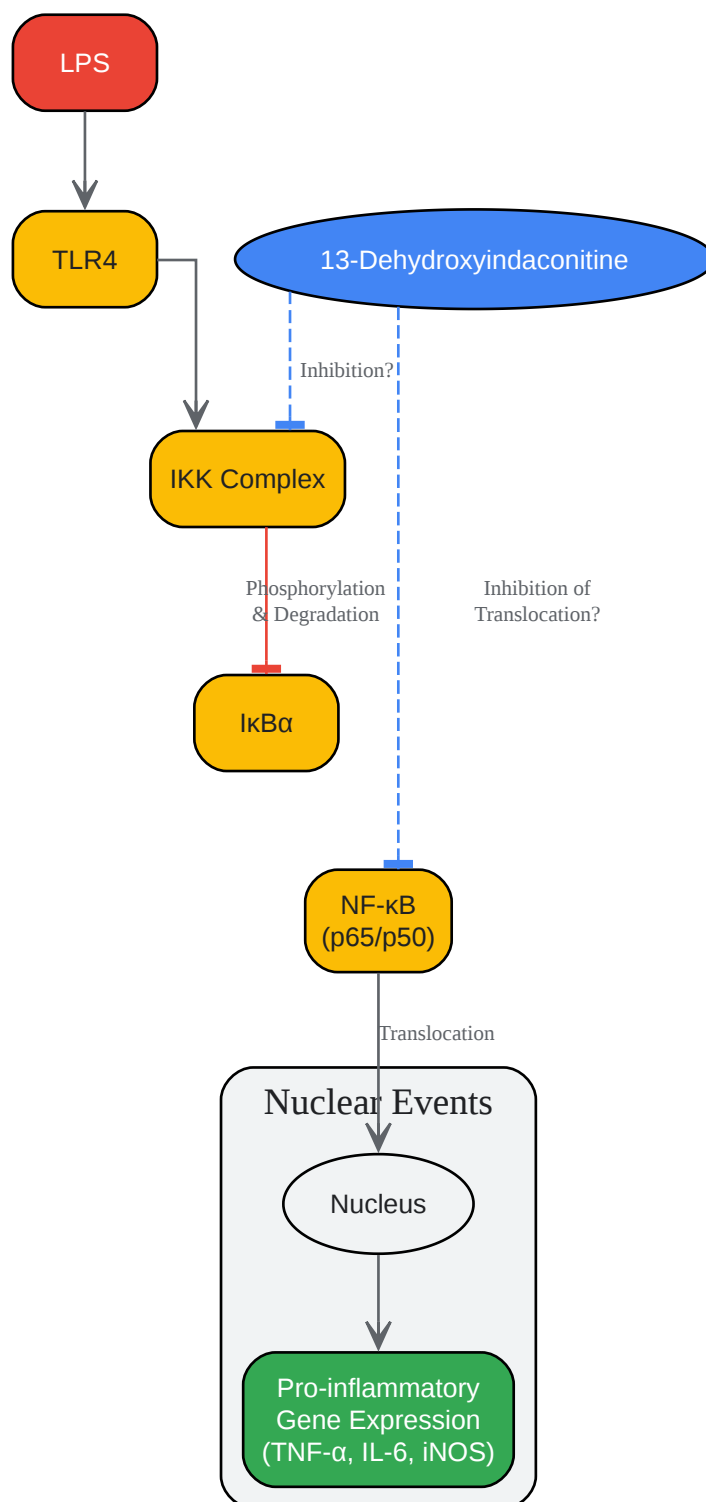 LPS
TLR4
13-Dehydroxyindaconitine
Inhibition?
IKK Complex
Phosphorylation
& Degradation
Inhibition of
Translocation?
IκBα
NF-κB
(p65/p50)
Translocation
Nuclear Events
Nucleus
Pro-inflammatory
Gene Expression
(TNF-α, IL-6, iNOS)